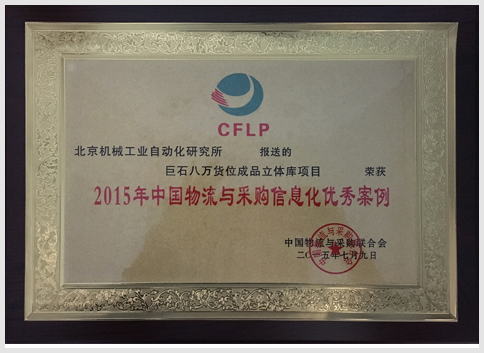 CFLP
北京机械工业自动化研究所 报送的
巨石八万货位成品立体库项目 荣获
2015年中国物流与采购信息化优秀案例
中国物流与采购联合会
二〇一五年七月九日